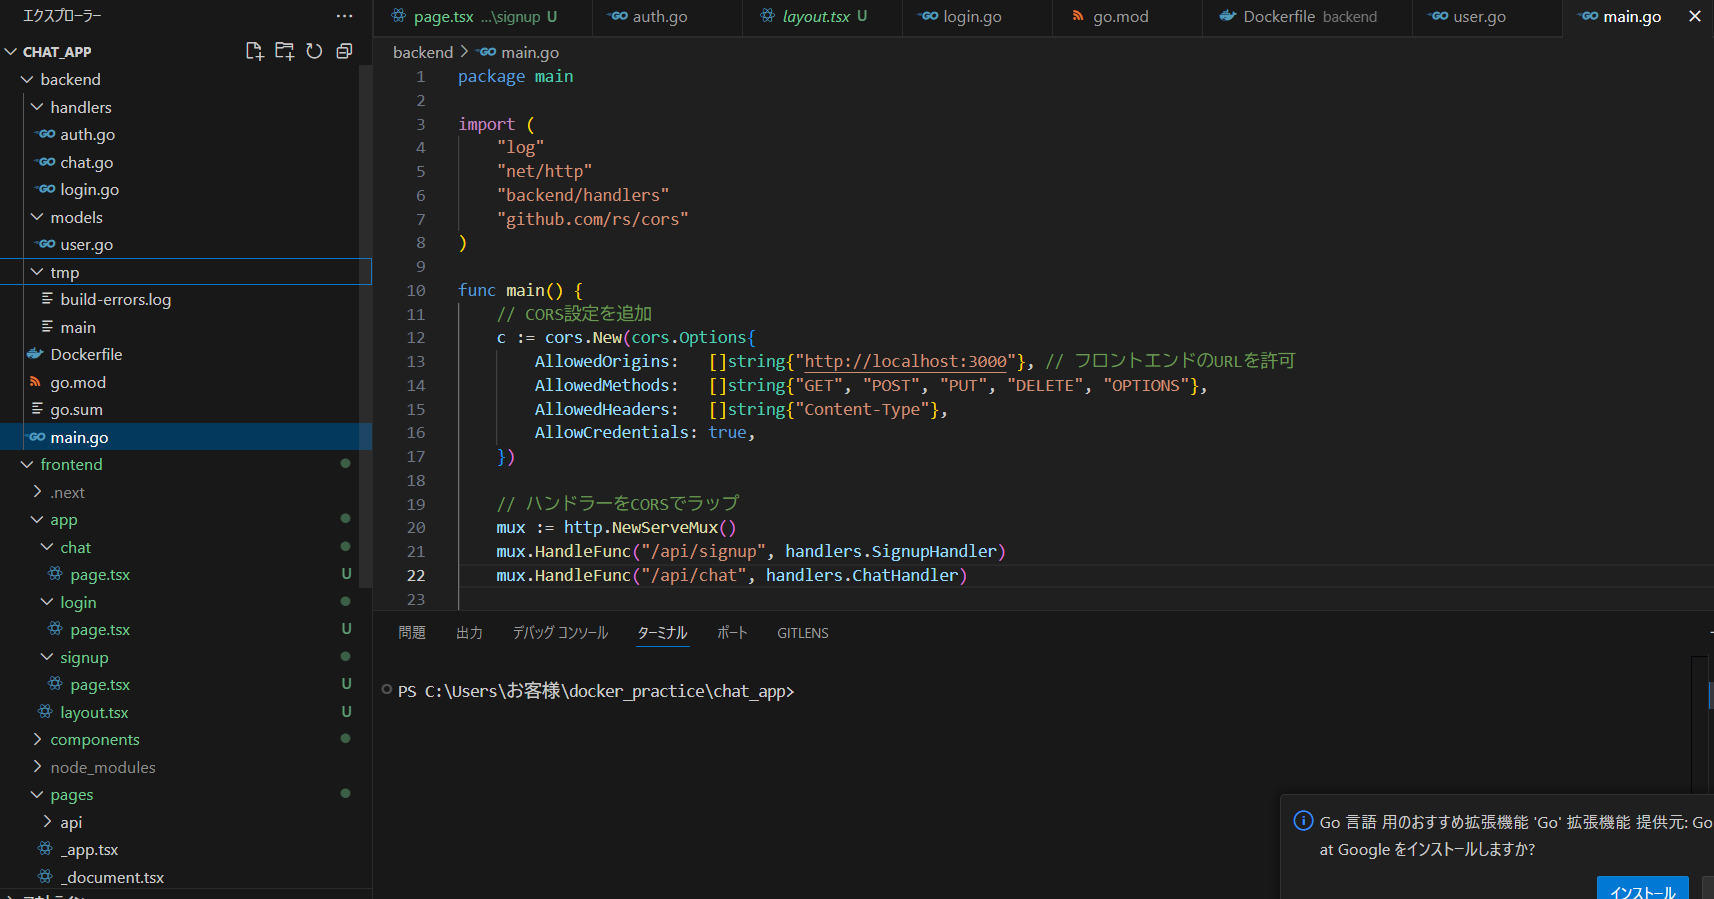 エクスプローラー
CHAT_APP
backend
handlers
auth.go
chat.go
login.go
models
user.go
tmp
build-errors.log
main
Dockerfile
go.mod
go.sum
main.go
frontend
.next
app
chat
page.tsx U
login
page.tsx U
signup
page.tsx U
layout.tsx U
components
node_modules
pages
api
_app.tsx
_document.tsx
page.tsx ...\signup U
auth.go
layout.tsx U
login.go
go.mod
Dockerfile backend
user.go
main.go
backend > main.go
1 package main
2
3 import (
4 "log"
5 "net/http"
6 "backend/handlers"
7 "github.com/rs/cors"
8 )
9
10 func main() {
11 // CORS設定を追加
12 c := cors.New(cors.Options{
13 AllowedOrigins: []string{"http://localhost:3000"}, // フロントエンドのURLを許可
14 AllowedMethods: []string{"GET", "POST", "PUT", "DELETE", "OPTIONS"},
15 AllowedHeaders: []string{"Content-Type"},
16 AllowCredentials: true,
17 })
18
19 // ハンドラーをCORSでラップ
20 mux := http.NewServeMux()
21 mux.HandleFunc("/api/signup", handlers.SignupHandler)
22 mux.HandleFunc("/api/chat", handlers.ChatHandler)
23
問題 出力 デバッグ コンソール ターミナル ポート GITLENS
PS C:\Users\お客様\docker_practice\chat_app>
Go 言語 用のおすすめ拡張機能 'Go' 拡張機能 提供元: Go
at Google をインストールしますか?
インストール